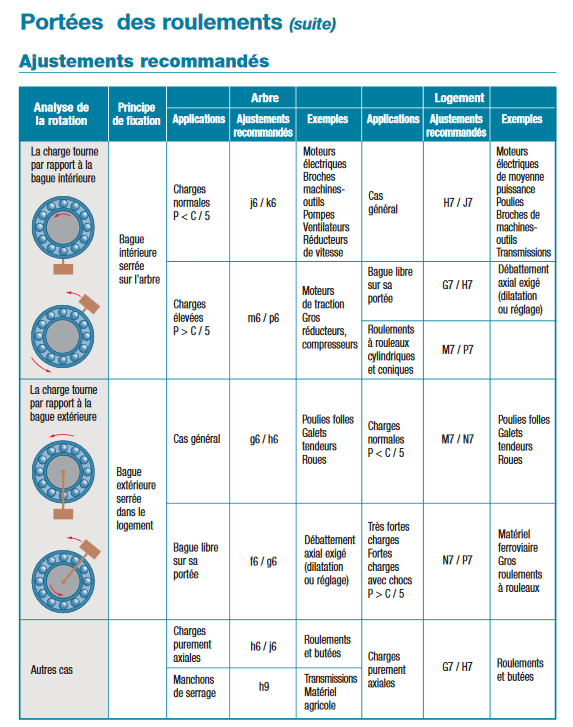 Portées des roulements (suite)
Ajustements recommandés
Analyse de
la rotation
Principe
de fixation
Arbre
Logement
Applications
Ajustements
recommandés
Exemples
Applications
Ajustements
recommandés
Exemples
La charge tourne
par rapport à la
bague intérieure
Bague
intérieure
serrée
sur l'arbre
Charges
normales
P < C / 5
j6 / k6
Moteurs
électriques
Broches
machines-
outils
Pompes
Ventilateurs
Réducteurs
de vitesse
Cas
général
H7 / J7
Moteurs
électriques
de moyenne
puissance
Poulies
Broches de
machines-
outils
Transmissions
Charges
élevées
P > C / 5
m6 / p6
Moteurs
de traction
Gros
réducteurs,
compresseurs
Bague libre
sur sa
portée
G7 / H7
Débattement
axial exigé
(dilatation
ou réglage)
Roulements
à rouleaux
cylindriques
et coniques
M7 / P7
La charge tourne
par rapport à la
bague extérieure
Bague
extérieure
serrée
dans le
logement
Cas général
g6 / h6
Poulies folles
Galets
tendeurs
Roues
Charges
normales
P < C / 5
M7 / N7
Poulies folles
Galets
tendeurs
Roues
Bague libre
sur sa
portée
f6 / g6
Débattement
axial exigé
(dilatation
ou réglage)
Très fortes
charges
Fortes
charges
avec chocs
P > C / 5
N7 / P7
Matériel
ferroviaire
Gros
roulements
à rouleaux
Autres cas
Charges
purement
axiales
h6 / j6
Roulements
et butées
Charges
purement
axiales
G7 / H7
Roulements
et butées
Manchons
de serrage
h9
Transmissions
Matériel
agricole